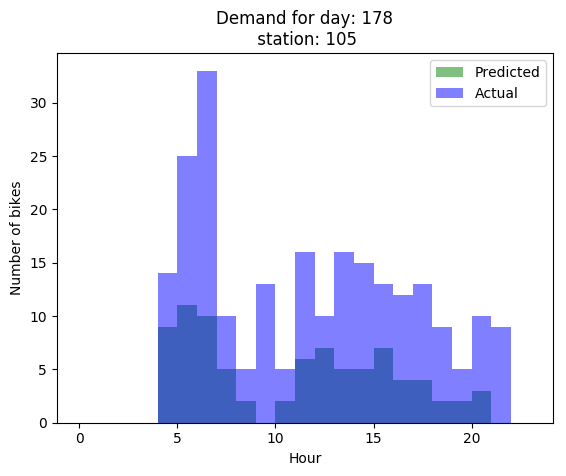 Demand for day: 178
station: 105
Predicted
Actual
Number of bikes
30
25
20
15
10
5
0
0 5 10 15 20
Hour